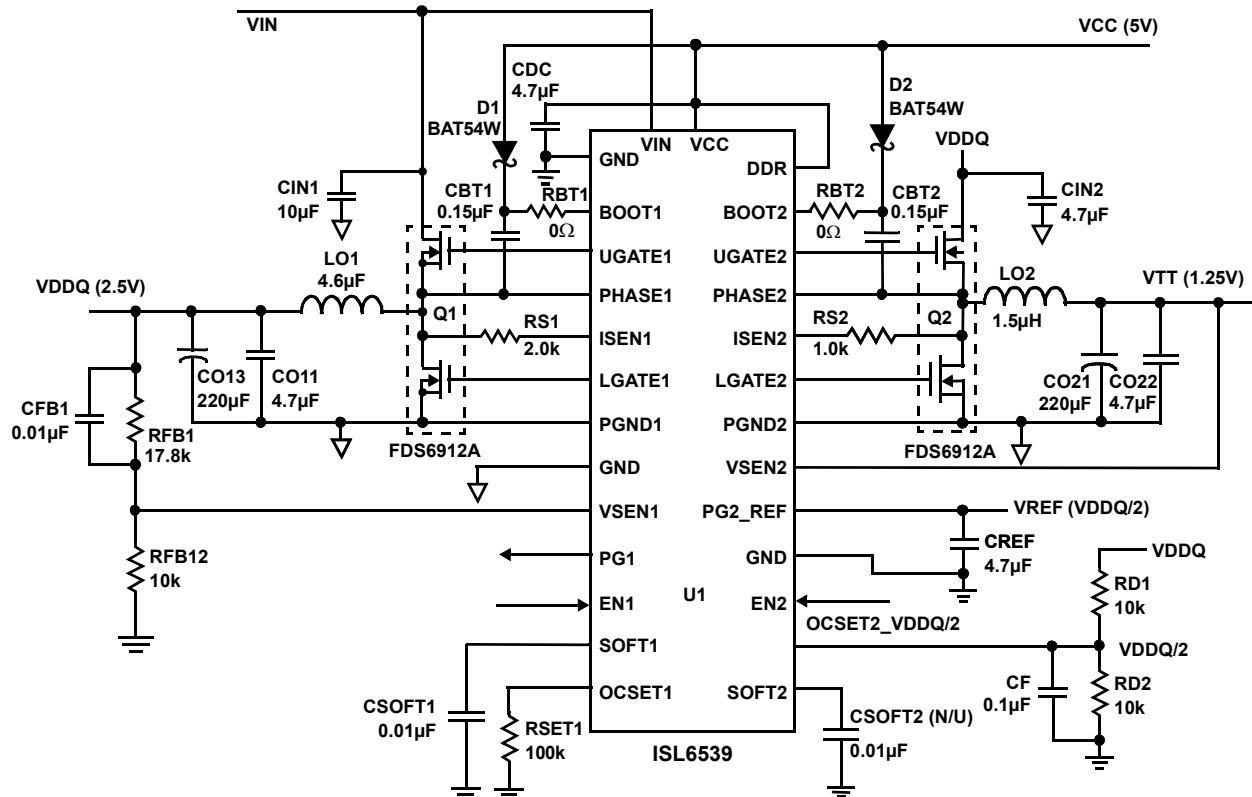 VIN
VCC (5V)
CDC
4.7µF
D1
BAT54W
D2
BAT54W
VIN
VCC
GND
DDR
VDDQ
CIN1
10µF
CBT1
0.15µF
RBT1
0Ω
BOOT1
BOOT2
RBT2
0Ω
CBT2
0.15µF
CIN2
4.7µF
UGATE1
UGATE2
LO1
4.6µF
VDDQ (2.5V)
PHASE1
PHASE2
LO2
1.5µH
VTT (1.25V)
Q1
RS1
2.0k
ISEN1
ISEN2
RS2
1.0k
Q2
CO13
220µF
CO11
4.7µF
LGATE1
LGATE2
CO21
220µF
CO22
4.7µF
CFB1
0.01µF
RFB1
17.8k
PGND1
PGND2
FDS6912A
FDS6912A
GND
VSEN2
VSEN1
PG2_REF
VREF (VDDQ/2)
RFB12
10k
PG1
GND
CREF
4.7µF
VDDQ
U1
EN1
EN2
OCSET2_VDDQ/2
RD1
10k
SOFT1
VDDQ/2
OCSET1
SOFT2
CF
0.1µF
RD2
10k
CSOFT1
0.01µF
RSET1
100k
CSOFT2 (N/U)
0.01µF
ISL6539